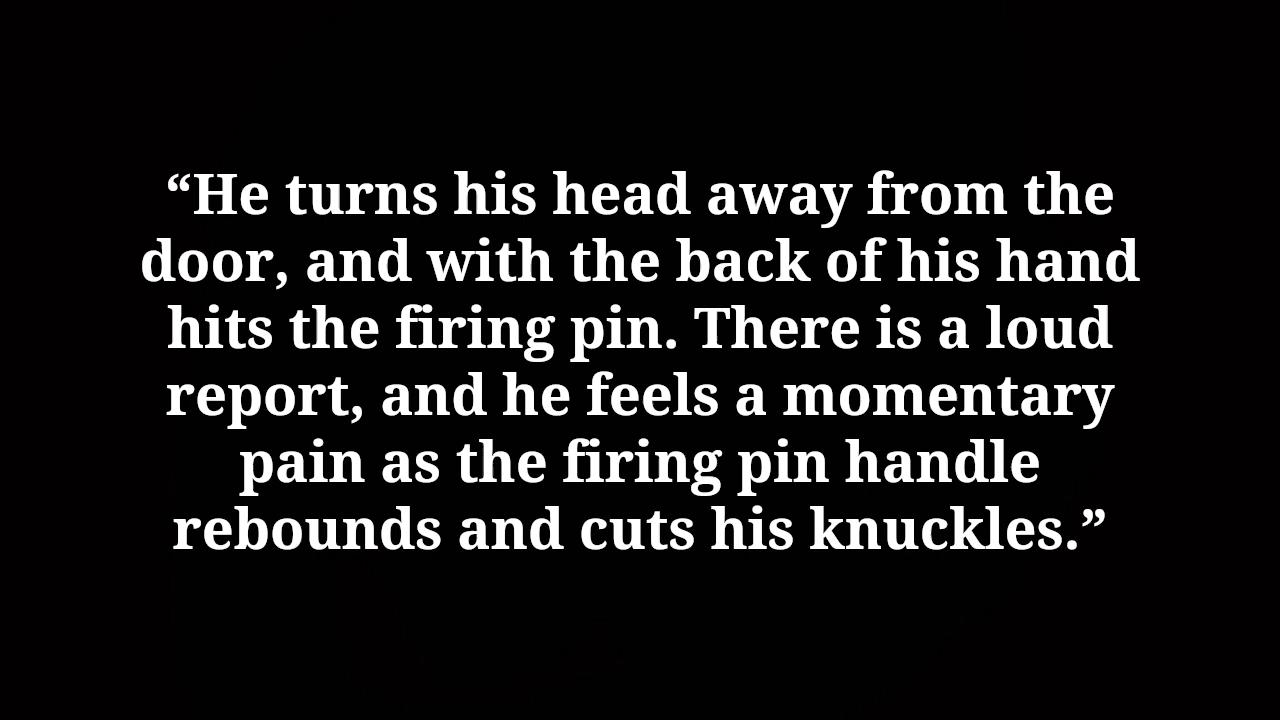 “He turns his head away from the
door, and with the back of his hand
hits the firing pin. There is a loud
report, and he feels a momentary
pain as the firing pin handle
rebounds and cuts his knuckles.”